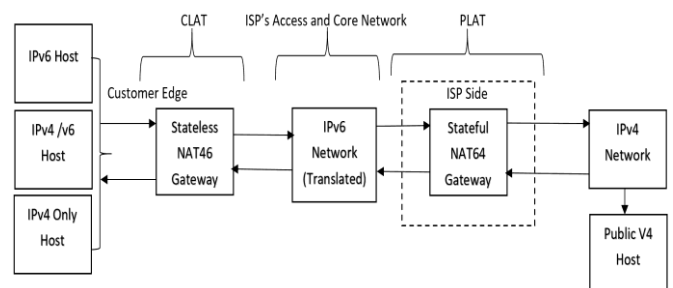 CLAT
ISP's Access and Core Network
PLAT
IPv6 Host
Customer Edge
ISP Side
IPv4 /v6
Host
Stateless
NAT46
Gateway
IPv6
Network
(Translated)
Stateful
NAT64
Gateway
IPv4
Network
IPv4 Only
Host
Public V4
Host